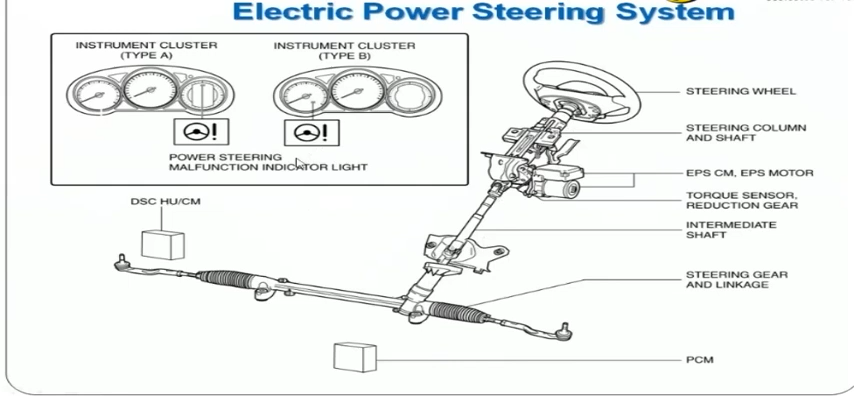 Electric Power Steering System
INSTRUMENT CLUSTER
(TYPE A)
INSTRUMENT CLUSTER
(TYPE B)
!
!
POWER STEERING
MALFUNCTION INDICATOR LIGHT
DSC HU/CM
STEERING WHEEL
STEERING COLUMN
AND SHAFT
EPS CM, EPS MOTOR
TORQUE SENSOR,
REDUCTION GEAR
INTERMEDIATE
SHAFT
STEERING GEAR
AND LINKAGE
PCM